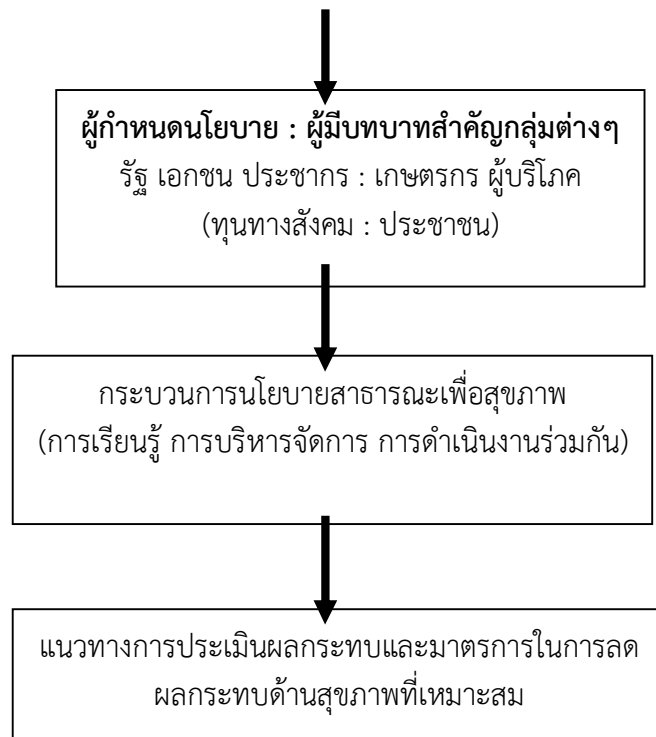 ผู้กำหนดนโยบาย : ผู้มีบทบาทสำคัญกลุ่มต่างๆ
รัฐ เอกชน ประชากร : เกษตรกร ผู้บริโภค
(ทุนทางสังคม : ประชาชน)
กระบวนการนโยบายสาธารณะเพื่อสุขภาพ
(การเรียนรู้ การบริหารจัดการ การดำเนินงานร่วมกัน)
แนวทางการประเมินผลกระทบและมาตรการในการลด
ผลกระทบด้านสุขภาพที่เหมาะสม